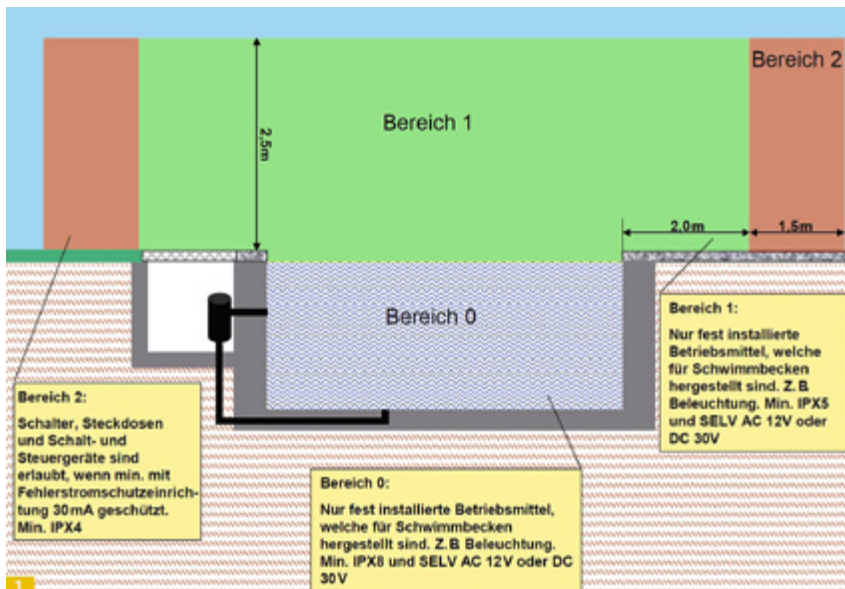 Bereich 2
Bereich 1
2,5m
2,0m
1,5m
Bereich 0
Bereich 1:
Nur fest installierte
Betriebsmittel, welche
für Schwimmbecken
hergestellt sind. Z.B.
Beleuchtung. Min. IPX5
und SELV AC 12V oder
DC 30V
Bereich 2:
Schalter, Steckdosen
und Schalt- und
Steuergeräte sind
erlaubt, wenn min. mit
Fehlerstromschutzeinrich-
tung 30mA geschützt.
Min. IPX4
Bereich 0:
Nur fest installierte Betriebsmittel,
welche für Schwimmbecken
hergestellt sind. Z.B. Beleuchtung.
Min. IPX8 und SELV AC 12V oder DC
30V
1